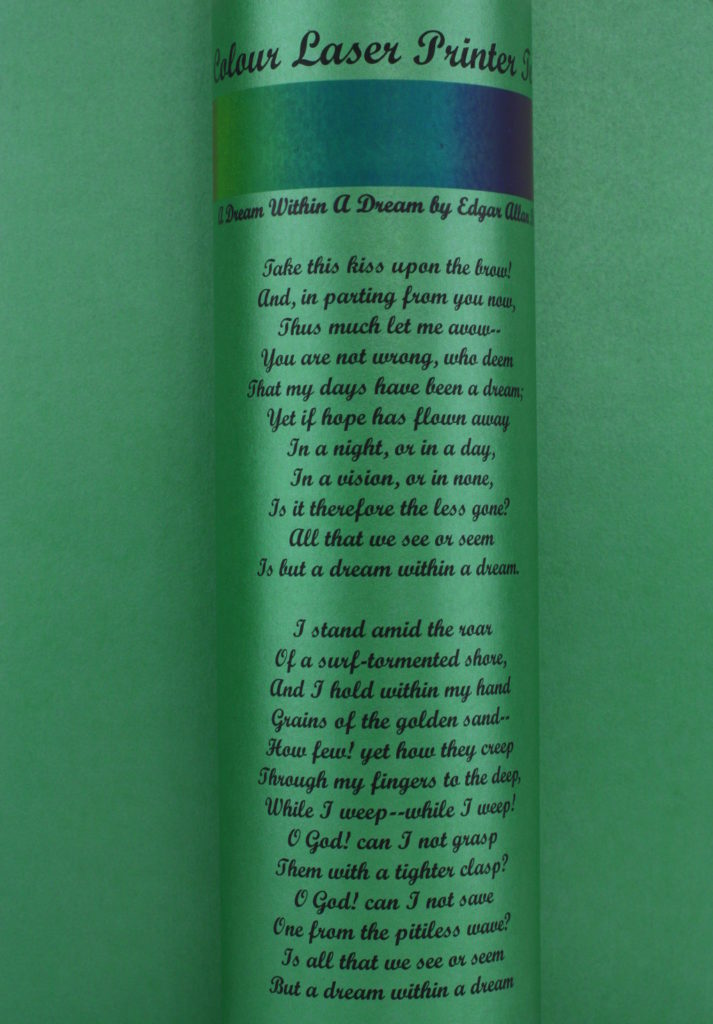 Colour Laser Printer
A Dream Within A Dream by Edgar Allan
Take this kiss upon the brow!
And, in parting from you now,
Thus much let me avow--
You are not wrong, who deem
That my days have been a dream;
Yet if hope has flown away
In a night, or in a day,
In a vision, or in none,
Is it therefore the less gone?
All that we see or seem
Is but a dream within a dream.
I stand amid the roar
Of a surf-tormented shore,
And I hold within my hand
Grains of the golden sand--
How few! yet how they creep
Through my fingers to the deep,
While I weep--while I weep!
O God! can I not grasp
Them with a tighter clasp?
O God! can I not save
One from the pitiless wave?
Is all that we see or seem
But a dream within a dream